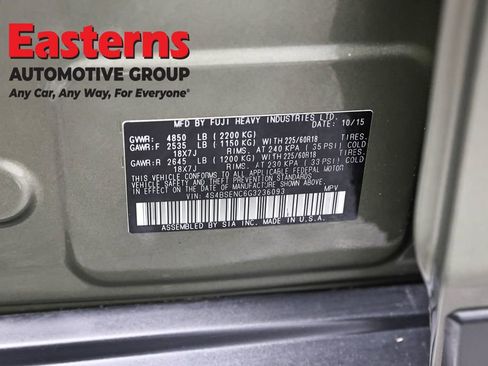 Easterns
AUTOMOTIVE GROUP
Any Car, Any Way, For Everyone®
MFD BY FUJI HEAVY INDUSTRIES LTD.
DATE: 10/15
GVWR: 4850 LB (2200 KG)
GAWR:F 2535 LB (1150 KG) WITH 225/60R18 TIRES.
18X7J RIMS. AT 240 KPA (35 PSI) COLD
GAWR:R 2645 LB (1200 KG) WITH 225/60R18 TIRES.
18X7J RIMS. AT 230 KPA (33 PSI) COLD
THIS VEHICLE CONFORMS TO ALL APPLICABLE FEDERAL MOTOR
VEHICLE SAFETY AND THEFT PREVENTION STANDARDS
IN EFFECT ON THE DATE OF MANUFACTURE SHOWN ABOVE.
VIN: 4S4BSENC6G3236093 MPV
ASSEMBLED BY SIA INC. MADE IN U.S.A.